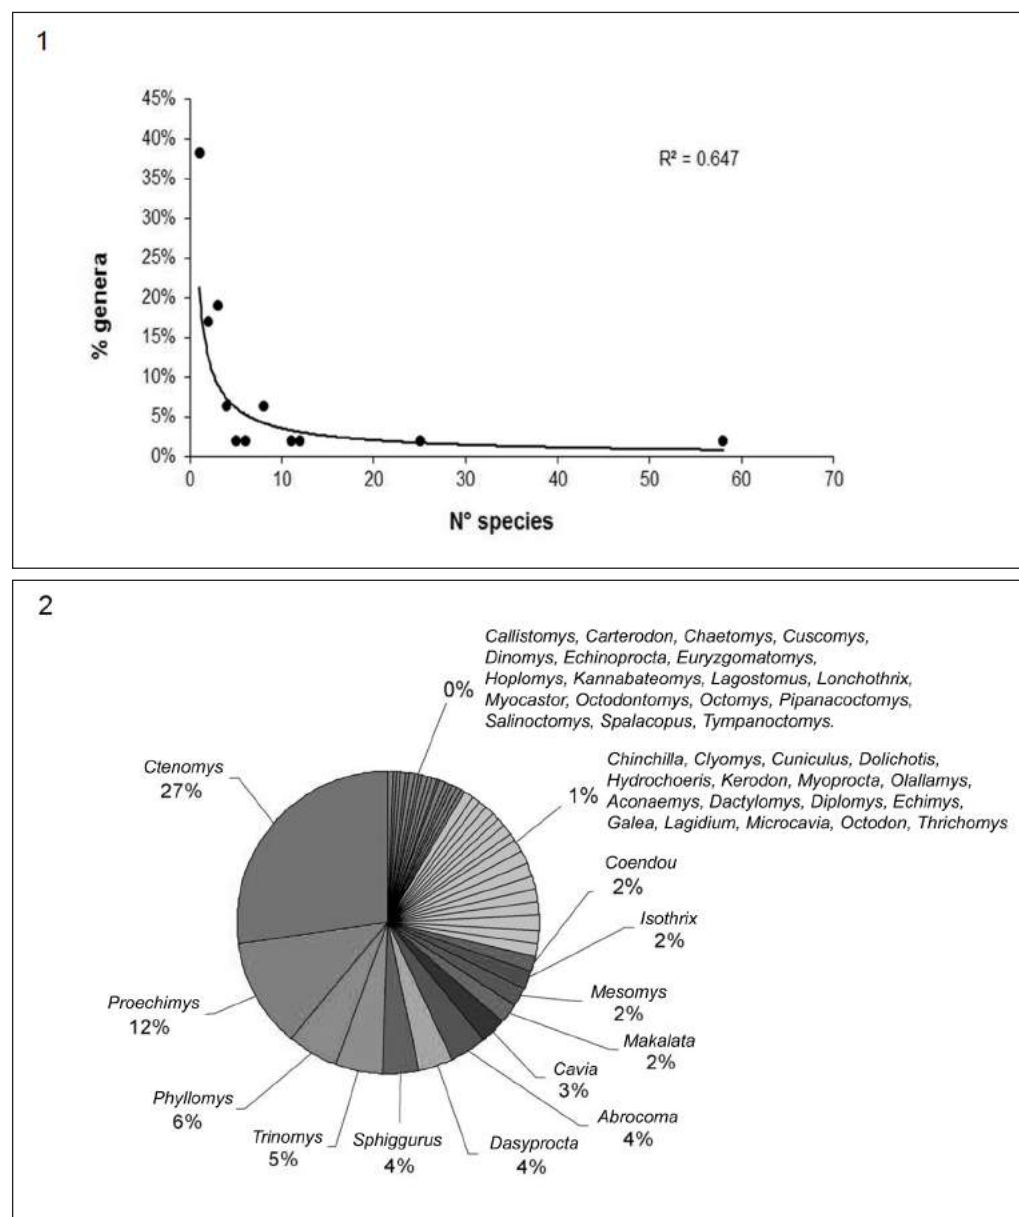 1
45%
40%
35%
30%
25%
20%
15%
10%
5%
0%
% genera
R² = 0.647
0 10 20 30 40 50 60 70
N° species
2
Callistomys, Carterodon, Chaetomys, Cuscomys,
Dinomys, Echinoprocta, Euryzgomatomys,
Hoplomys, Kannabateomys, Lagostomus, Lonchothrix,
Myocastor, Octodontomys, Octomys, Pipanacoctomys,
Salinoctomys, Spalacopus, Tympanoctomys.
0%
Chinchilla, Clyomys, Cuniculus, Dolichotis,
Hydrochoeris, Kerodon, Myoprocta, Olallamys,
Aconaemys, Dactylomys, Diplomys, Echimys,
Galea, Lagidium, Microcavia, Octodon, Thrichomys
1%
Coendou
2%
Isothrix
2%
Mesomys
2%
Makalata
2%
Cavia
3%
Abrocoma
4%
Dasyprocta
4%
Sphiggurus
4%
Trinomys
5%
Phyllomys
6%
Proechimys
12%
Ctenomys
27%